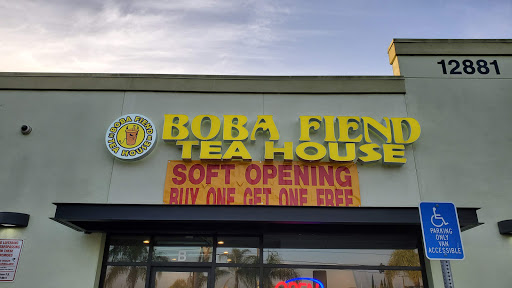 12881
BOBA FIEND
TEA HOUSE
BOBA FIEND
TEA HOUSE
SOFT OPENING
BUY ONE GET ONE FREE
PARKING
ONLY VAN
ACCESSIBLE